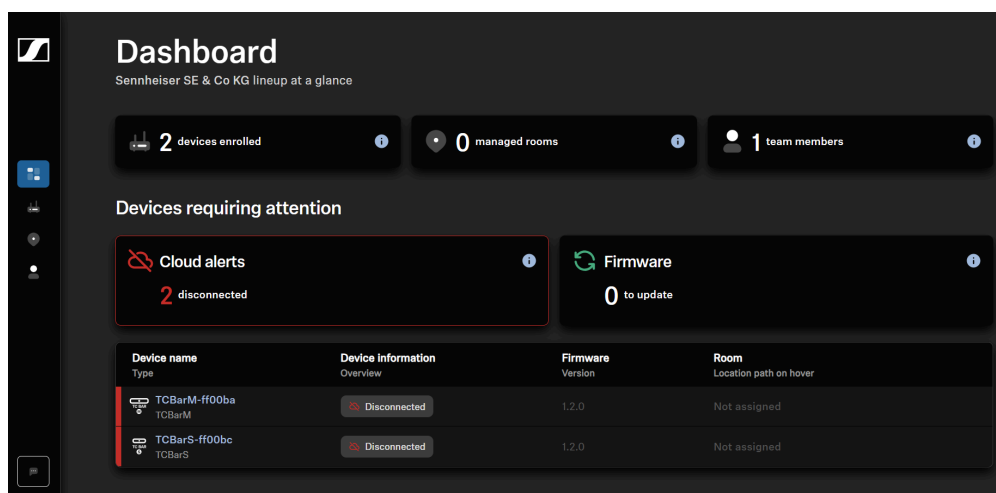 Dashboard
Sennheiser SE & Co KG lineup at a glance
2 devices enrolled
0 managed rooms
1 team members
Devices requiring attention
Cloud alerts
2 disconnected
Firmware
0 to update
Device name Device information Firmware Room
Type Overview Version Location path on hover
TCBarM-ff00ba Disconnected 1.2.0 Not assigned
TCBarM
TCBarS-ff00bc Disconnected 1.2.0 Not assigned
TCBarS